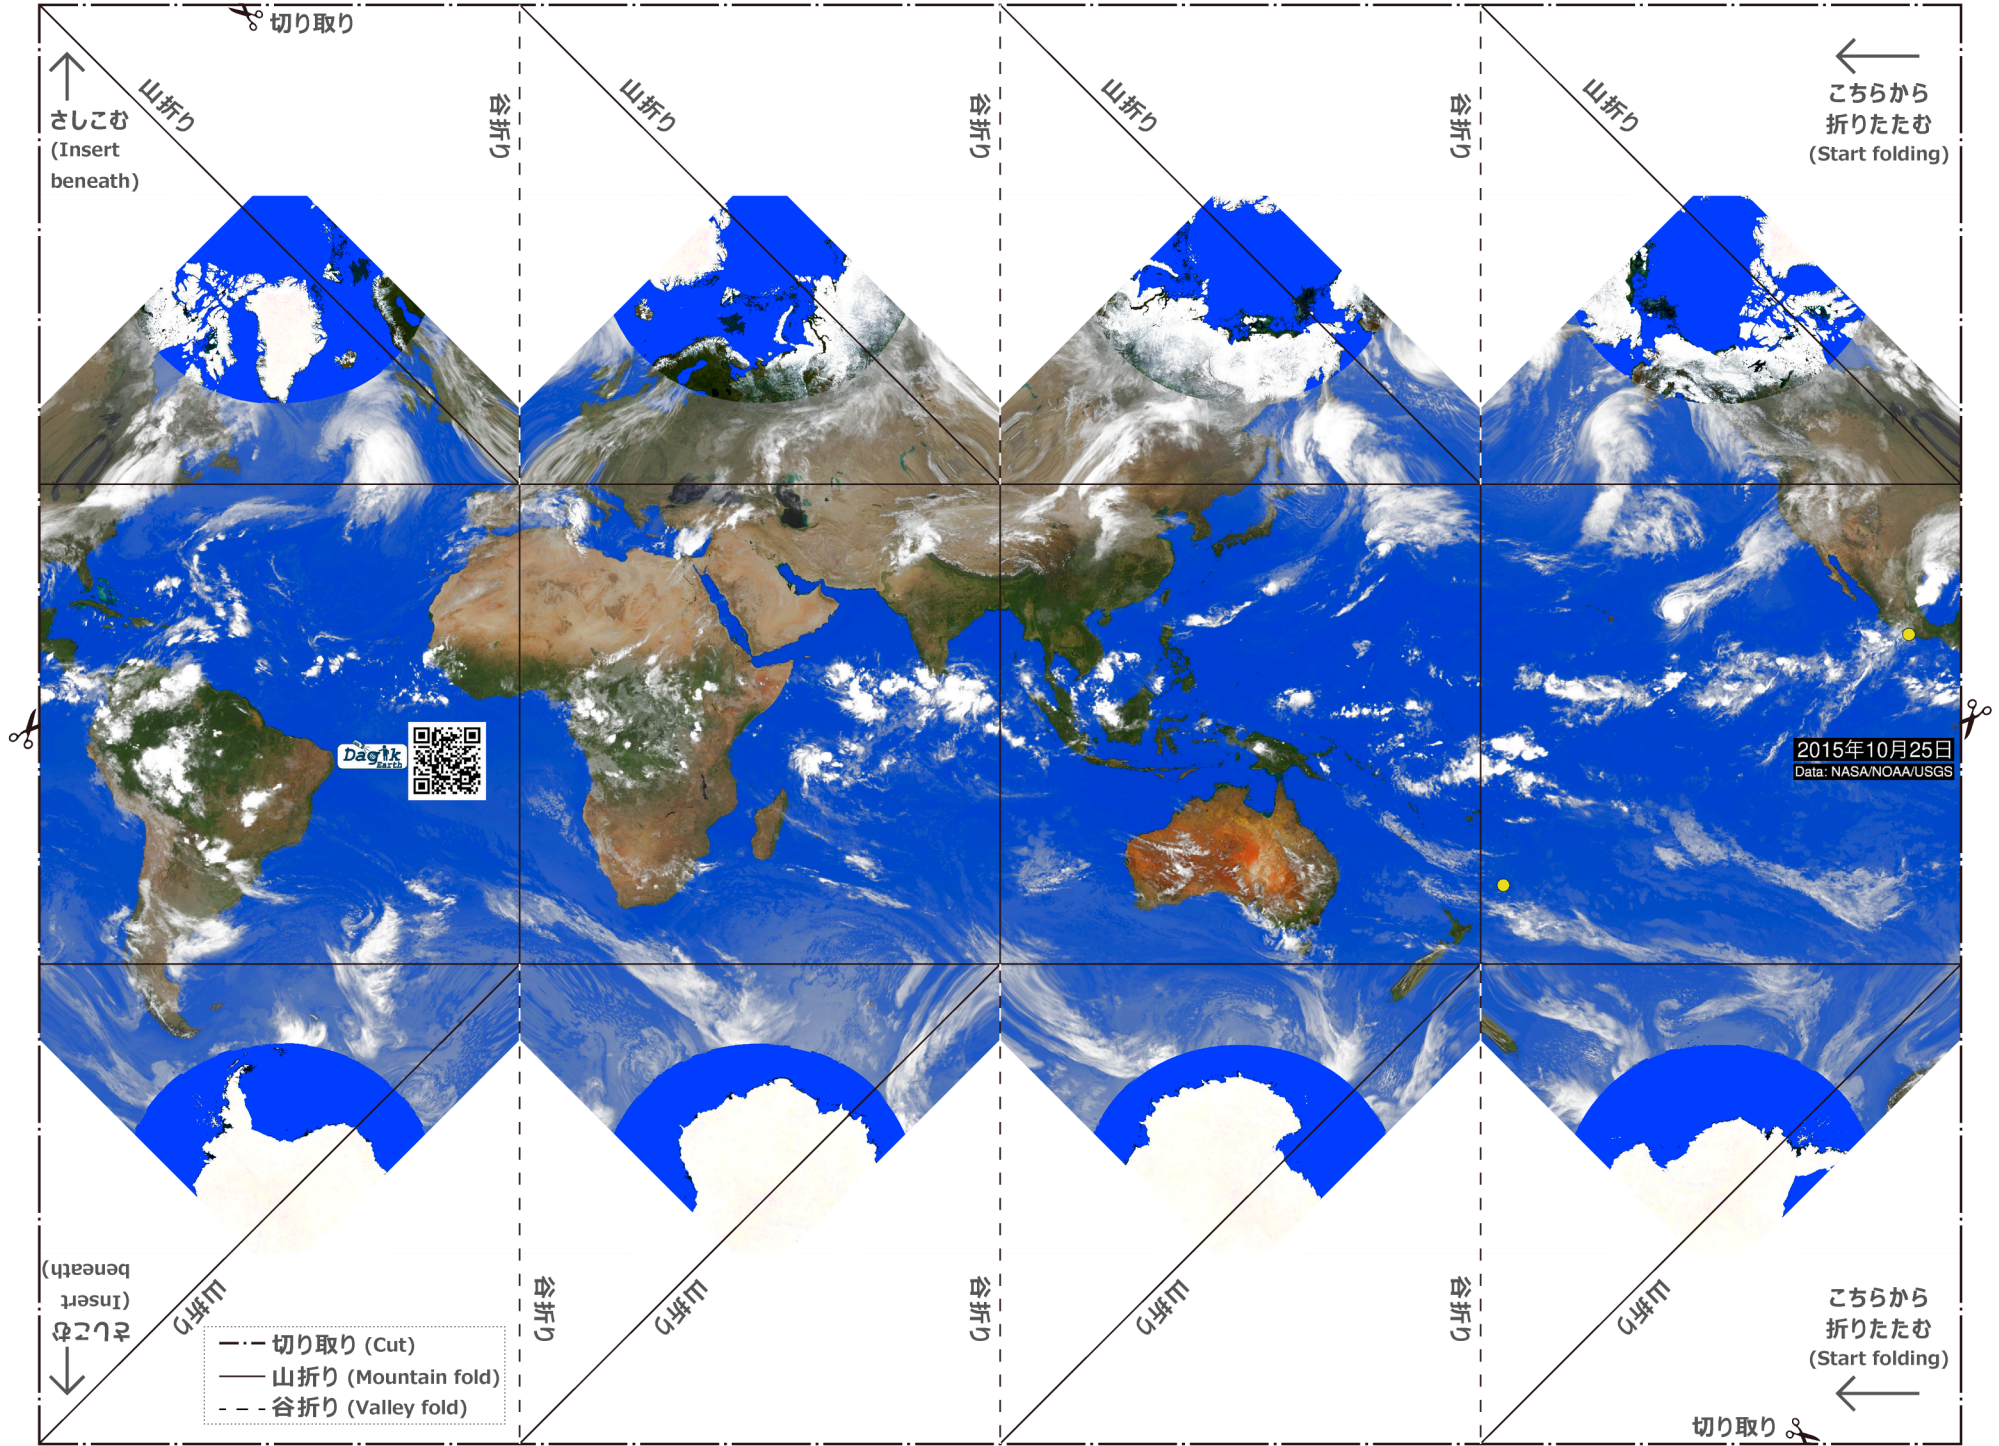 切り取り
さしこむ
(Insert
beneath)
山折り
谷折り
山折り
谷折り
山折り
谷折り
山折り
こちらから
折りたたむ
(Start folding)
Dagik
Earth
2015年10月25日
Data: NASA/NOAA/USGS
さしこむ
(Insert
beneath)
山折り
谷折り
山折り
谷折り
山折り
谷折り
山折り
こちらから
折りたたむ
(Start folding)
切り取り (Cut)
山折り (Mountain fold)
谷折り (Valley fold)
切り取り